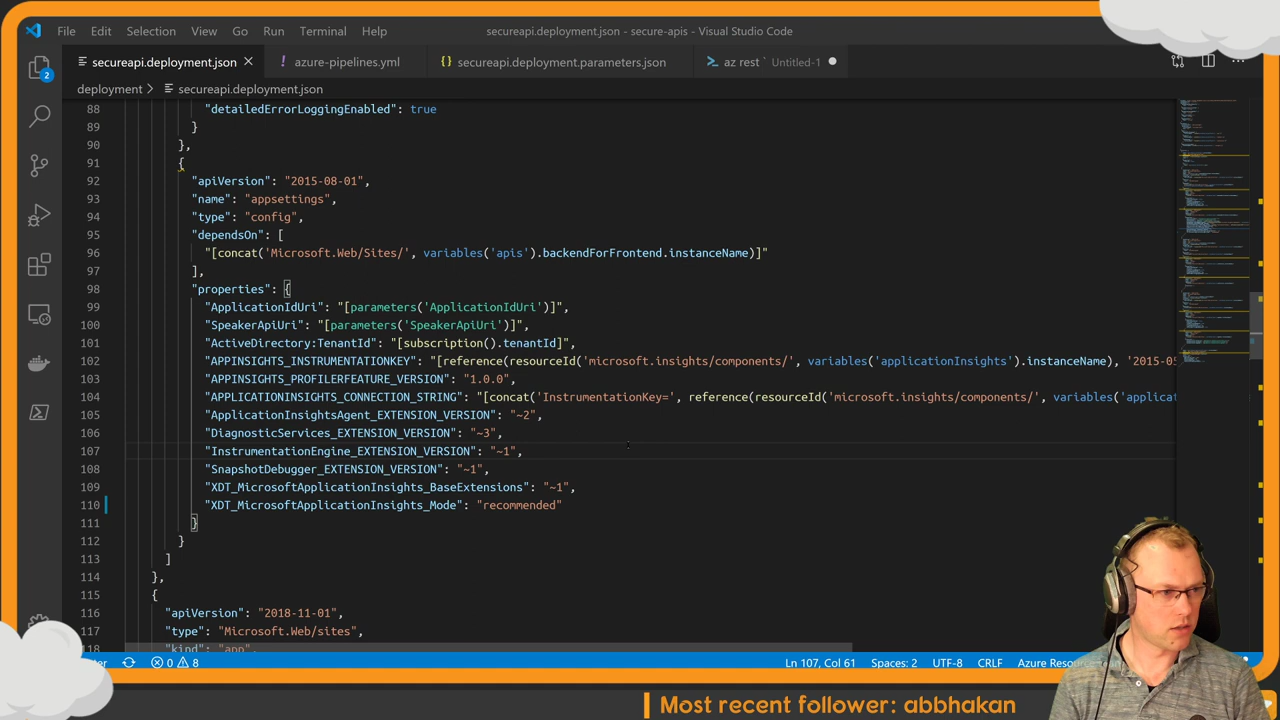 File Edit Selection View Go Run Terminal Help secureapi.deployment.json - secure-apis - Visual Studio Code
secureapi.deployment.json azure-pipelines.yml secureapi.deployment.parameters.json az rest ` Untitled-1
deployment > secureapi.deployment.json
2
88 "detailedErrorLoggingEnabled": true
89 }
90 },
91 {
92 "apiVersion": "2015-08-01",
93 "name": "appsettings",
94 "type": "config",
95 "dependsOn": [
96 "[concat('Microsoft.Web/Sites/', variables('apis').backendForFrontend.instanceName)]"
97 ],
98 "properties": {
99 "ApplicationIdUri": "[parameters('ApplicationIdUri')]",
100 "SpeakerApiUri": "[parameters('SpeakerApiUri')]",
101 "ActiveDirectory:TenantId": "[subscription().tenantId]",
102 "APPINSIGHTS_INSTRUMENTATIONKEY": "[reference(resourceId('microsoft.insights/components/', variables('applicationInsights').instanceName), '2015-05
103 "APPINSIGHTS_PROFILERFEATURE_VERSION": "1.0.0",
104 "APPLICATIONINSIGHTS_CONNECTION_STRING": "[concat('InstrumentationKey=', reference(resourceId('microsoft.insights/components/', variables('applicat
105 "ApplicationInsightsAgent_EXTENSION_VERSION": "~2",
106 "DiagnosticServices_EXTENSION_VERSION": "~3",
107 "InstrumentationEngine_EXTENSION_VERSION": "~1",
108 "SnapshotDebugger_EXTENSION_VERSION": "~1",
109 "XDT_MicrosoftApplicationInsights_BaseExtensions": "~1",
110 "XDT_MicrosoftApplicationInsights_Mode": "recommended"
111 }
112 }
113 ]
114 },
115 {
116 "apiVersion": "2018-11-01",
117 "type": "Microsoft.Web/sites",
118 "kind": "app",
0 8 Ln 107, Col 61 Spaces: 2 UTF-8 CRLF
Most recent follower: abbhakan